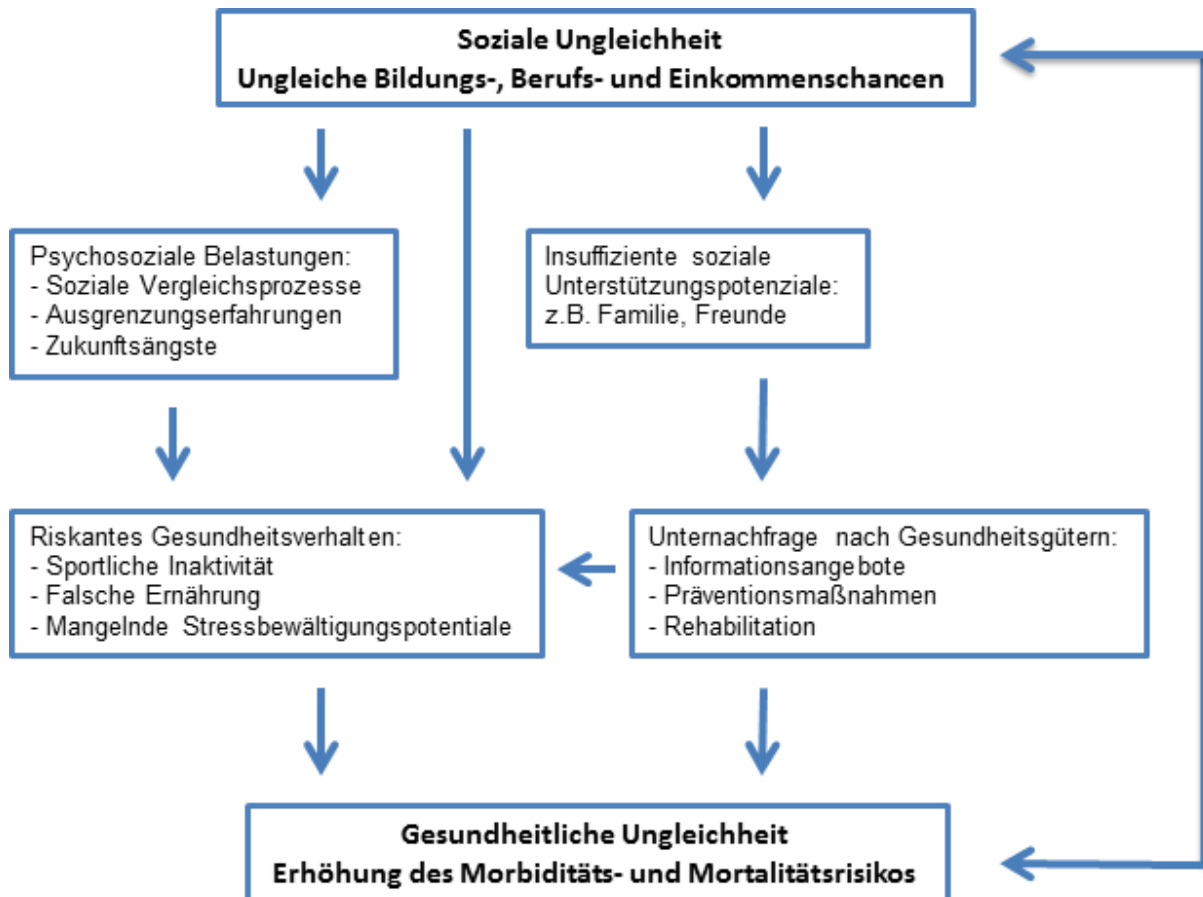 Soziale Ungleichheit
Ungleiche Bildungs-, Berufs- und Einkommenschancen
Psychosoziale Belastungen:
- Soziale Vergleichsprozesse
- Ausgrenzungserfahrungen
- Zukunftsängste
Insuffiziente soziale
Unterstützungspotenziale:
z.B. Familie, Freunde
Riskantes Gesundheitsverhalten:
- Sportliche Inaktivität
- Falsche Ernährung
- Mangelnde Stressbewältigungspotentiale
Unternachfrage nach Gesundheitsgütern:
- Informationsangebote
- Präventionsmaßnahmen
- Rehabilitation
Gesundheitliche Ungleichheit
Erhöhung des Morbiditäts- und Mortalitätsrisikos